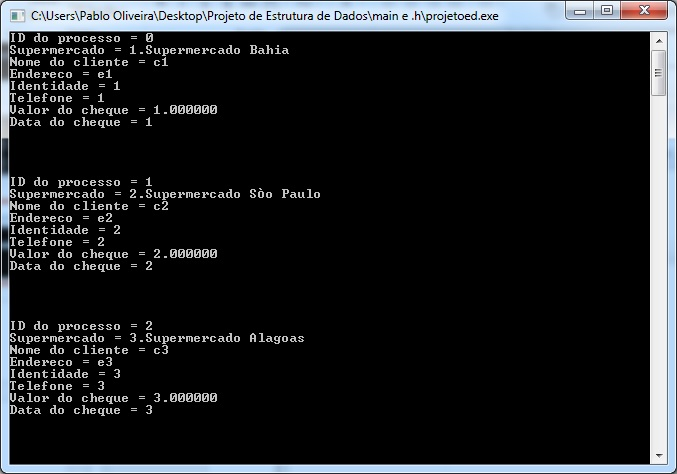 C:\Users\Pablo Oliveira\Desktop\Projeto de Estrutura de Dados\main e .h\projetoed.exe
ID do processo = 0
Supermercado = 1.Supermercado Bahia
Nome do cliente = c1
Endereco = e1
Identidade = 1
Telefone = 1
Valor do cheque = 1.000000
Data do cheque = 1
ID do processo = 1
Supermercado = 2.Supermercado Sòo Paulo
Nome do cliente = c2
Endereco = e2
Identidade = 2
Telefone = 2
Valor do cheque = 2.000000
Data do cheque = 2
ID do processo = 2
Supermercado = 3.Supermercado Alagoas
Nome do cliente = c3
Endereco = e3
Identidade = 3
Telefone = 3
Valor do cheque = 3.000000
Data do cheque = 3